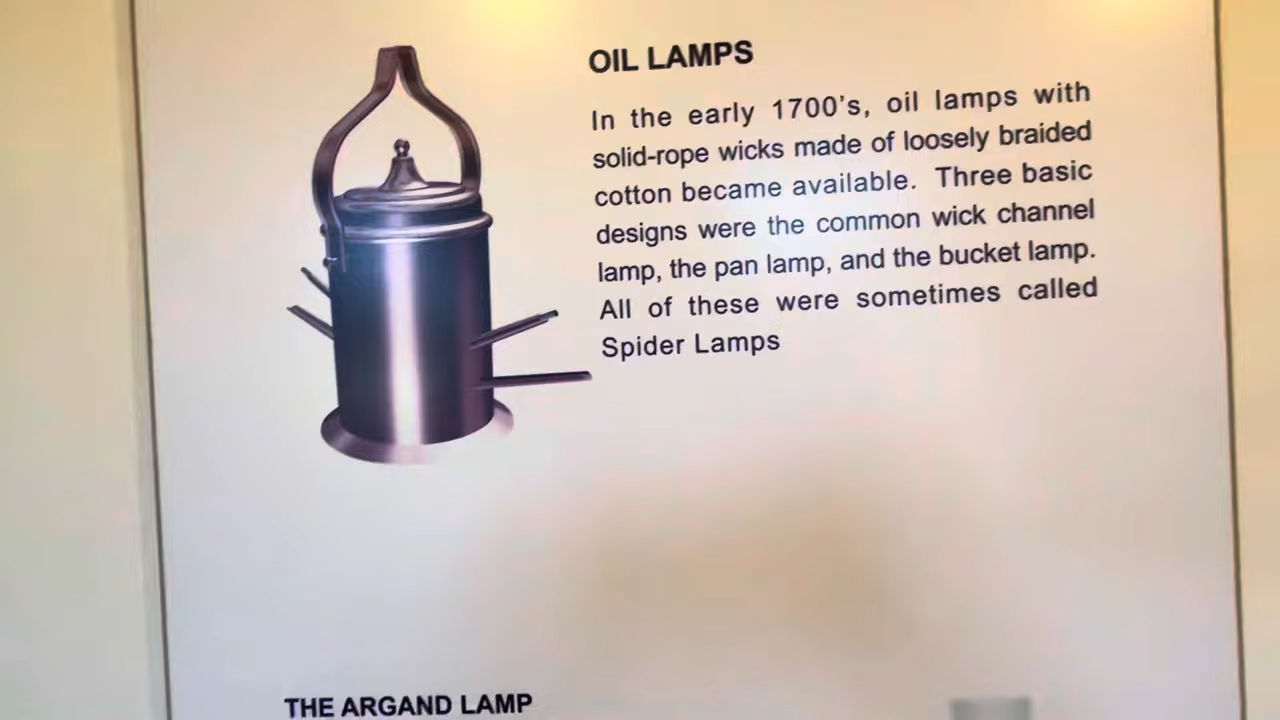 OIL LAMPS
In the early 1700's, oil lamps with
solid-rope wicks made of loosely braided
cotton became available. Three basic
designs were the common wick channel
lamp, the pan lamp, and the bucket lamp.
All of these were sometimes called
Spider Lamps
THE ARGAND LAMP